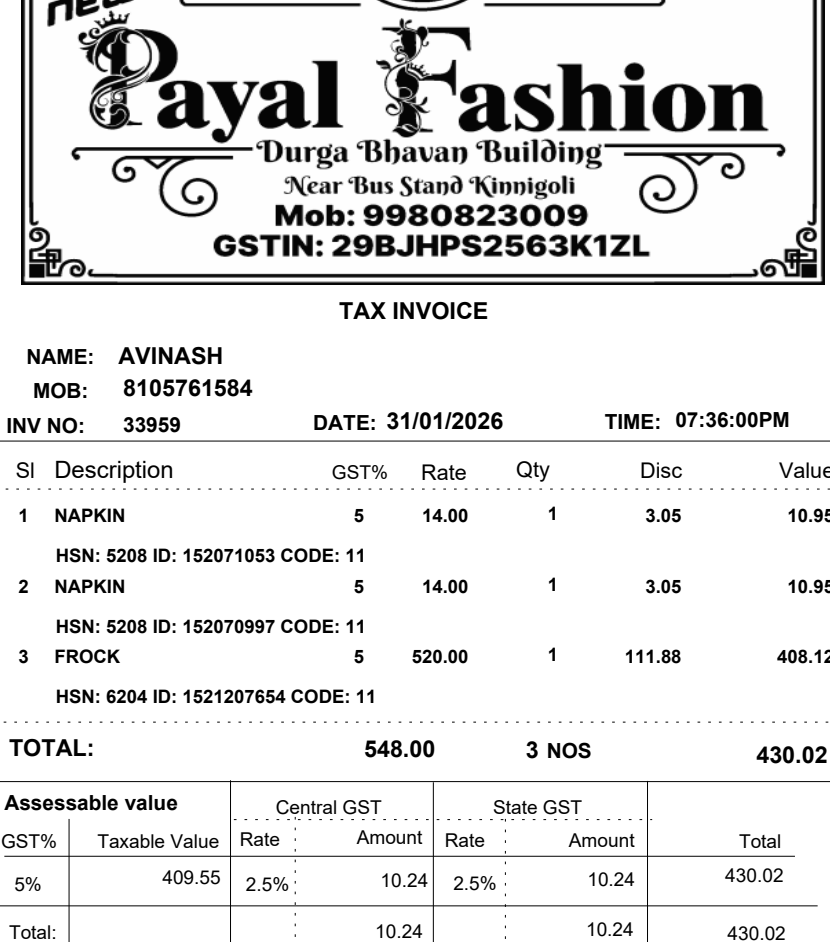 new
Payal Fashion
Durga Bhavan Building
Near Bus Stand Kinnigoli
Mob: 9980823009
GSTIN: 29BJHPS2563K1ZL
TAX INVOICE
NAME: AVINASH
MOB: 8105761584
INV NO: 33959 DATE: 31/01/2026 TIME: 07:36:00PM
Sl Description GST% Rate Qty Disc Value
1 NAPKIN 5 14.00 1 3.05 10.95
HSN: 5208 ID: 152071053 CODE: 11
2 NAPKIN 5 14.00 1 3.05 10.95
HSN: 5208 ID: 152070997 CODE: 11
3 FROCK 5 520.00 1 111.88 408.12
HSN: 6204 ID: 1521207654 CODE: 11
TOTAL: 548.00 3 NOS 430.02
Assessable value Central GST State GST
GST% Taxable Value Rate Amount Rate Amount Total
5% 409.55 2.5% 10.24 2.5% 10.24 430.02
Total: 10.24 10.24 430.02